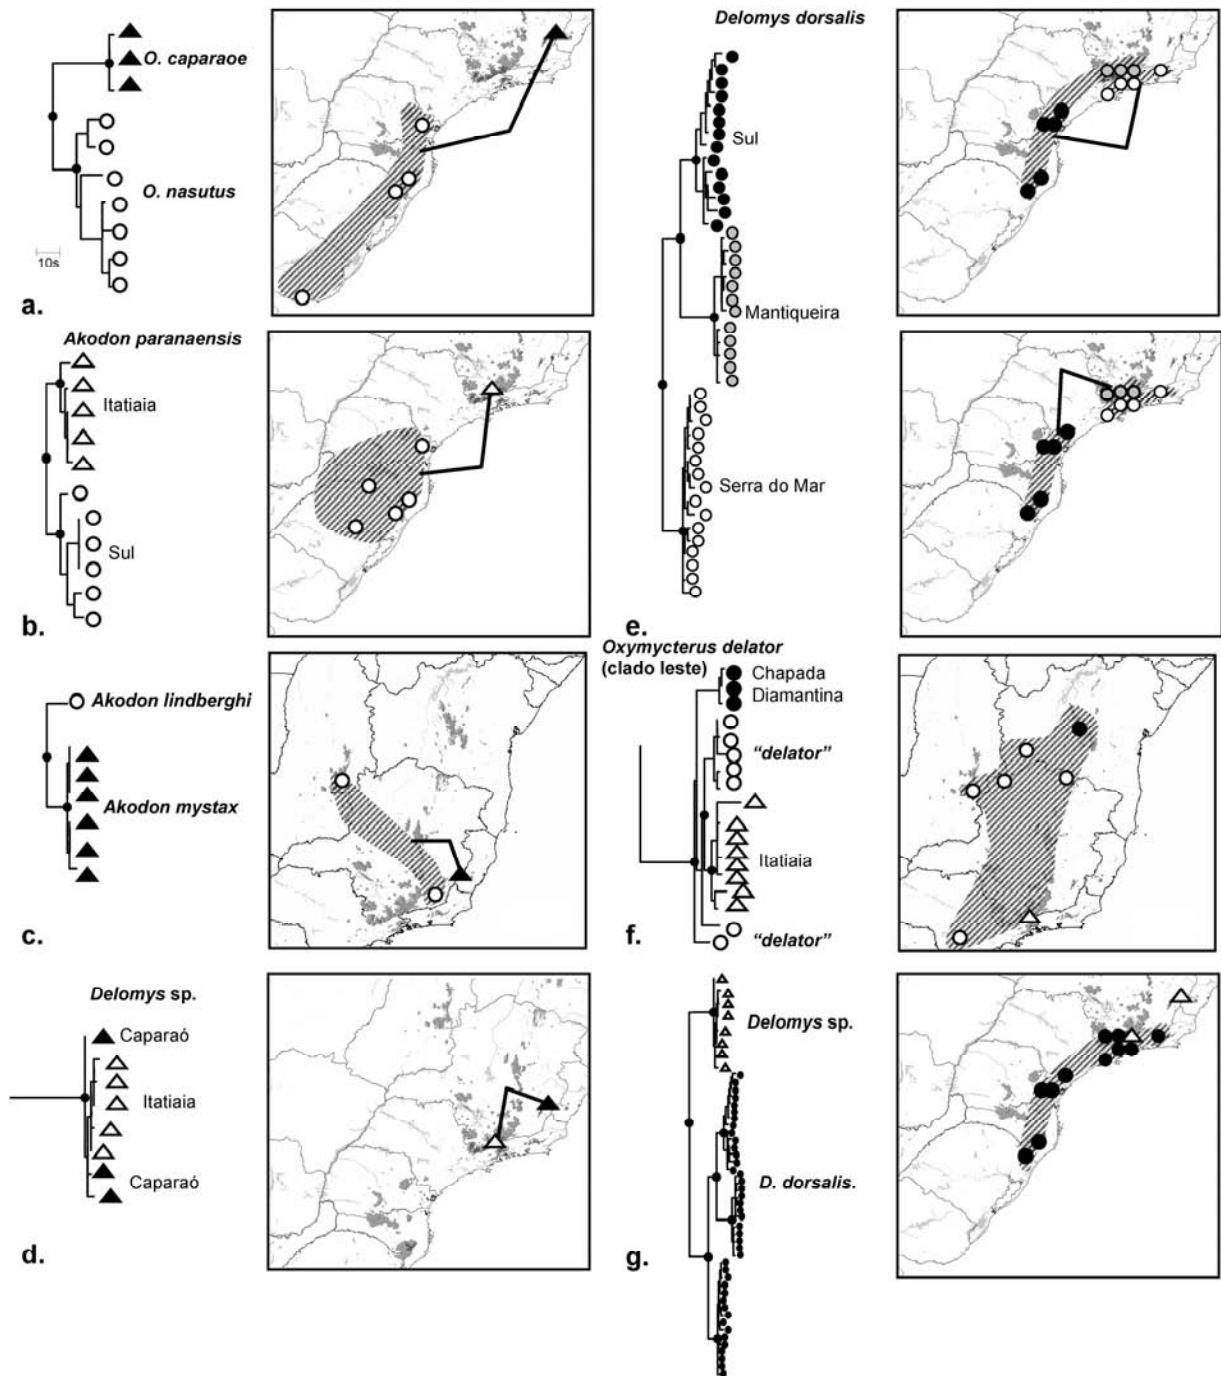 O. caparaoe
O. nasutus
10s
a.
Akodon paranaensis
Itatiaia
Sul
b.
Akodon lindberghi
Akodon mystax
c.
Delomys sp.
Caparaó
Itatiaia
Caparaó
d.
Delomys dorsalis
Sul
Mantiqueira
Serra do Mar
e.
Oxymycterus delator
(clado leste)
Chapada
Diamantina
“delator”
Itatiaia
“delator”
f.
Delomys sp.
D. dorsalis.
g.